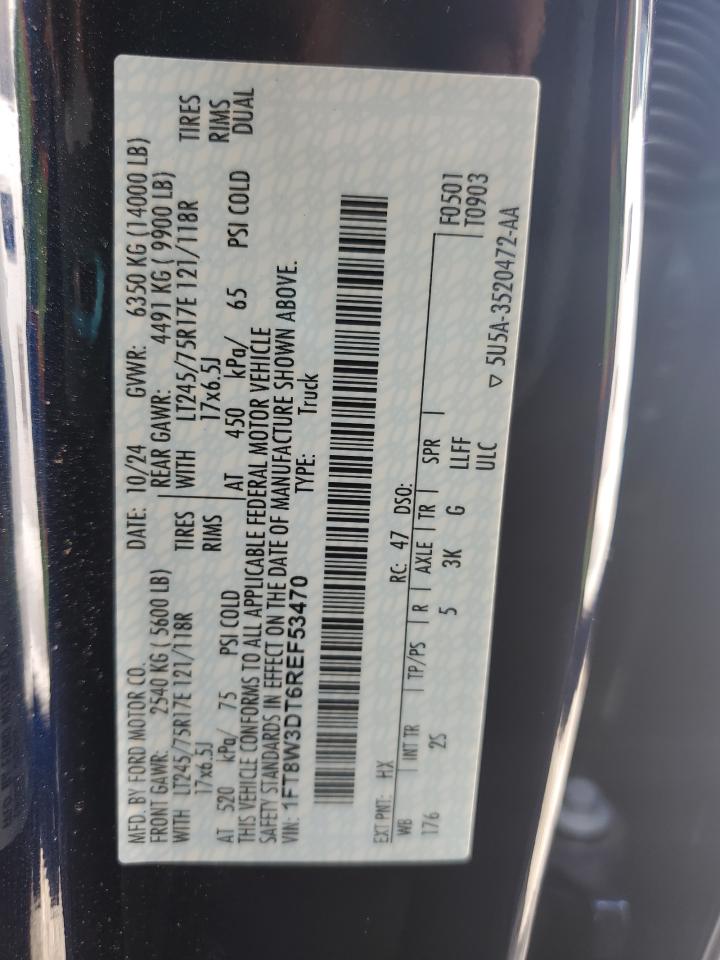 MFD. BY FORD MOTOR CO.
DATE: 10/24 GVWR: 6350 KG (14000 LB)
FRONT GAWR: 2540 KG ( 5600 LB)
REAR GAWR: 4491 KG ( 9900 LB)
WITH LT245/75R17E 121/118R TIRES
WITH LT245/75R17E 121/118R TIRES
17x6.5J RIMS
17x6.5J RIMS
AT 520 kPa/ 75 PSI COLD
AT 450 kPa/ 65 PSI COLD DUAL
THIS VEHICLE CONFORMS TO ALL APPLICABLE FEDERAL MOTOR VEHICLE
SAFETY STANDARDS IN EFFECT ON THE DATE OF MANUFACTURE SHOWN ABOVE.
VIN: 1FT8W3DT6REF53470 TYPE: Truck
EXT PNT: HX RC: 47 DSO: F0501
WB INT TR TP/PS R AXLE TR SPR T0903
176 2S 5 3K G LLFF
ULC
▽ 5U5A-3520472-AA